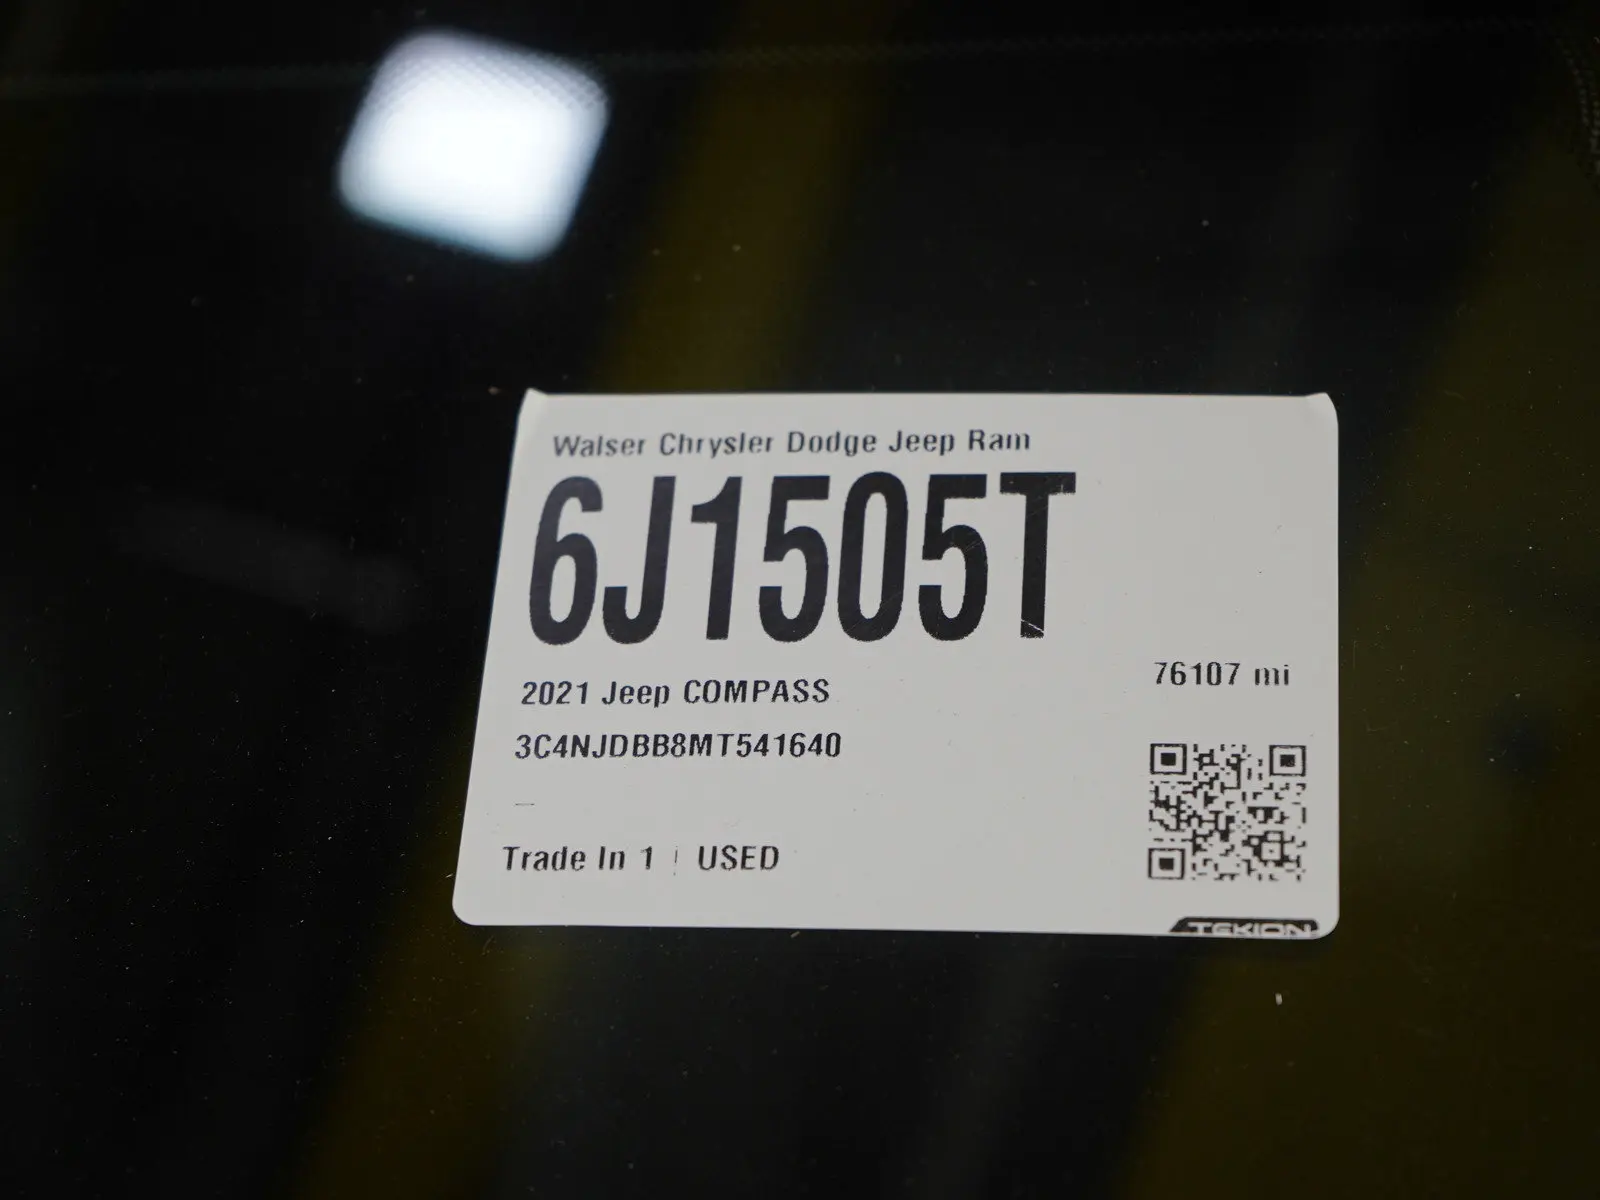 Walser Chrysler Dodge Jeep Ram
6J1505T
76107 mi
2021 Jeep COMPASS
3C4NJDBB8MT541640
–
Trade In 1 | USED
TEKION